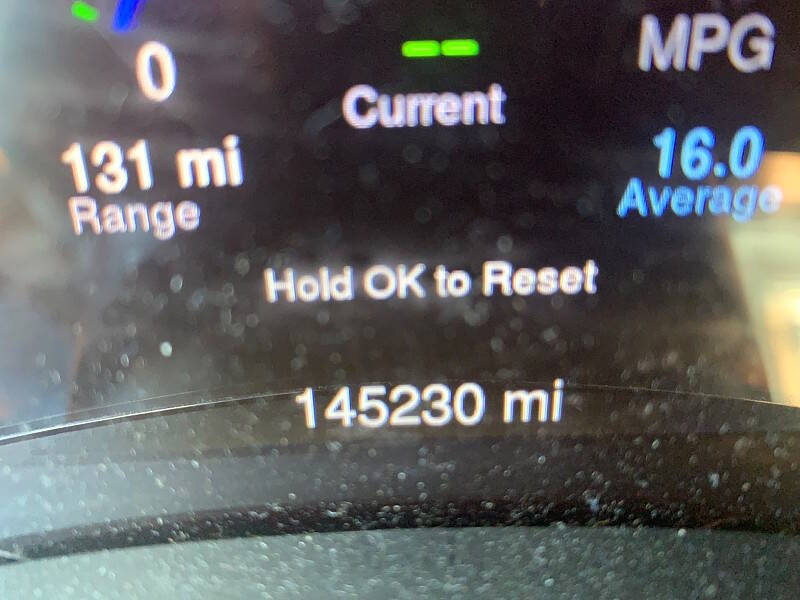 0
--
Current
MPG
131 mi
Range
16.0
Average
Hold OK to Reset
145230 mi